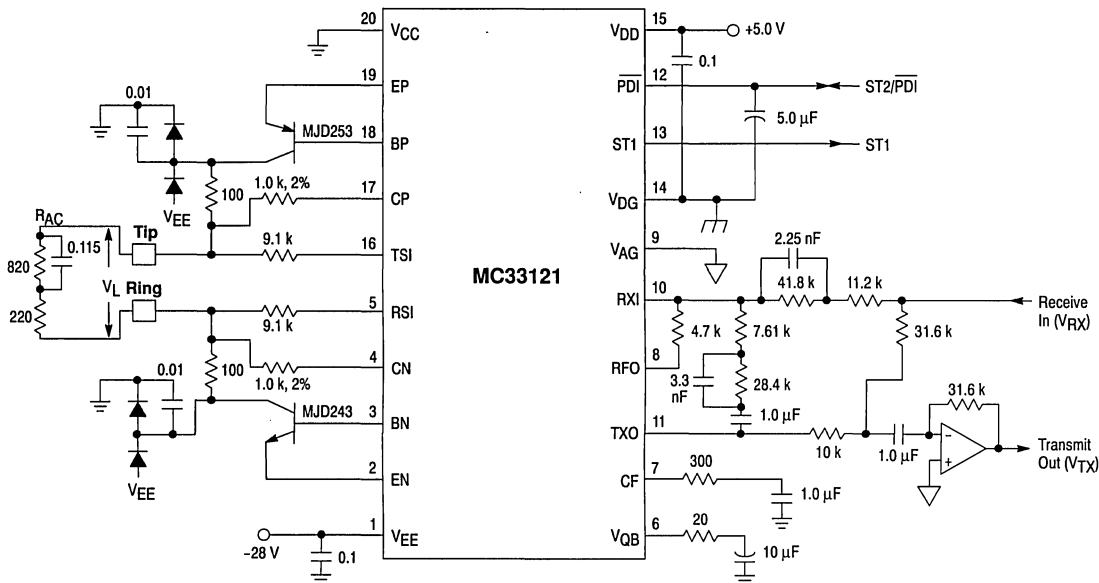 20
VCC
VDD
15
+5.0 V
0.1
19
EP
PDI
12
ST2/PDI
0.01
MJD253
18
BP
5.0 µF
ST1
13
ST1
VEE
100
1.0 k, 2%
17
CP
VDG
14
RAC
Tip
9.1 k
16
TSI
VAG
9
820
0.115
VL
MC33121
2.25 nF
220
Ring
9.1 k
5
RSI
RXI
10
41.8 k
11.2 k
Receive
In (VRX)
4.7 k
7.61 k
31.6 k
100
1.0 k, 2%
4
CN
RFO
8
3.3
nF
28.4 k
0.01
MJD243
3
BN
1.0 µF
31.6 k
TXO
11
10 k
1.0 µF
−
+
Transmit
Out (VTX)
VEE
2
EN
CF
7
300
1.0 µF
−28 V
0.1
1
VEE
VQB
6
20
10 µF